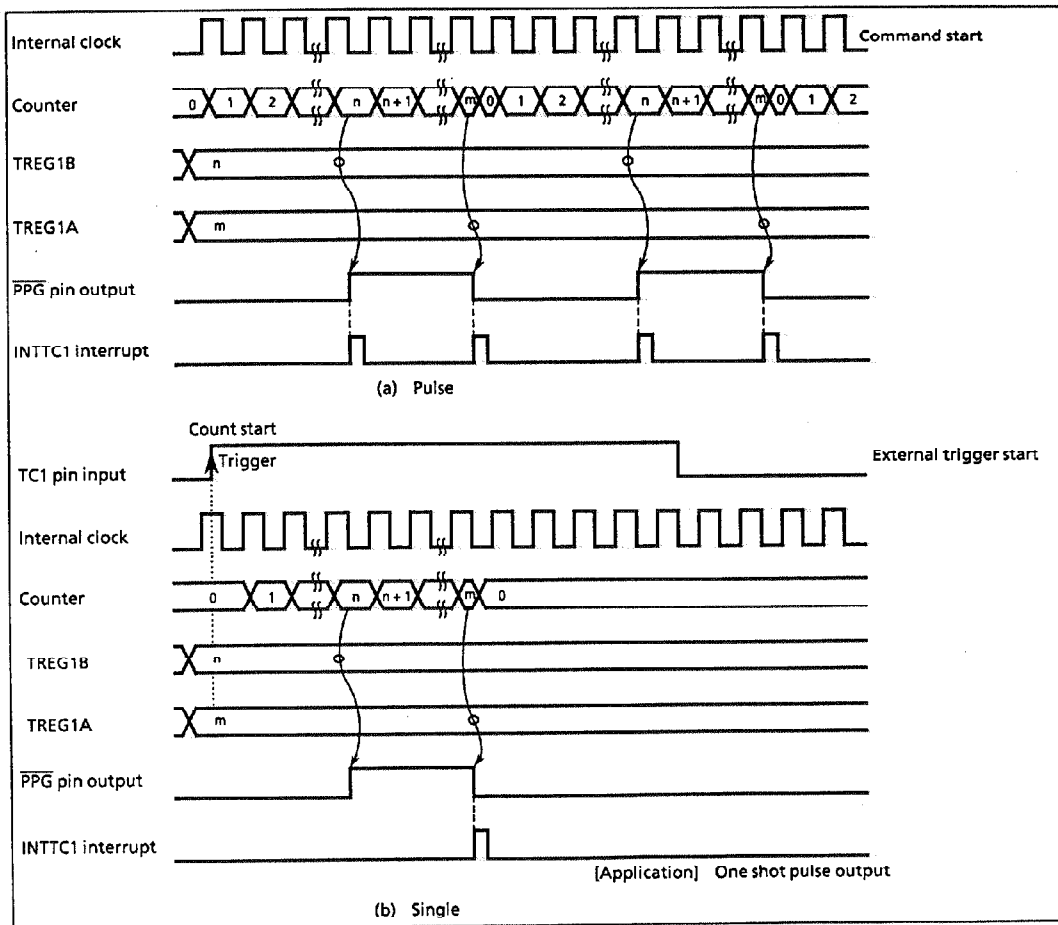 Internal clock
Command start
Counter
0 1 2 n n+1 m 0 1 2 n n+1 m 0 1 2
TREG1B
n
TREG1A
m
PPG pin output
INTTC1 interrupt
(a) Pulse
Count start
TC1 pin input
Trigger
External trigger start
Internal clock
Counter
0 1 n n+1 m 0
TREG1B
n
TREG1A
m
PPG pin output
INTTC1 interrupt
[Application] One shot pulse output
(b) Single